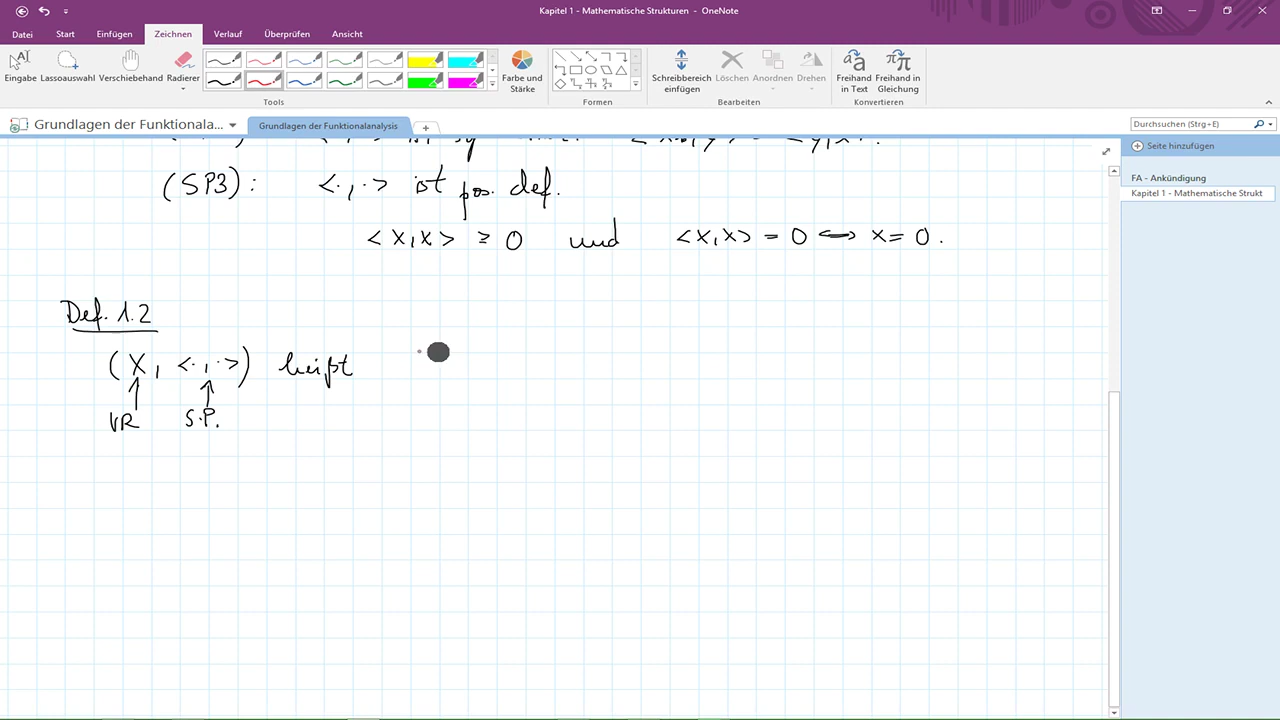 Kapitel 1 - Mathematische Strukturen - OneNote
Datei Start Einfügen Zeichnen Verlauf Überprüfen Ansicht
Eingabe Lassoauswahl Verschiebehand Radierer Farbe und Stärke Schreibbereich einfügen Löschen Anordnen Drehen Freihand in Text Freihand in Gleichung
Tools Formen Bearbeiten Konvertieren
Grundlagen der Funktionala... Grundlagen der Funktionalanalysis + Durchsuchen (Strg+E)
Seite hinzufügen
FA - Ankündigung
Kapitel 1 - Mathematische Strukt
(SP3): <·,·> ist pos. def.
<x,x> ≥ 0 und <x,x> = 0 ⟺ x = 0.
Def. 1.2
(X, <·,·>) heißt
↑ ↑
VR S.P.